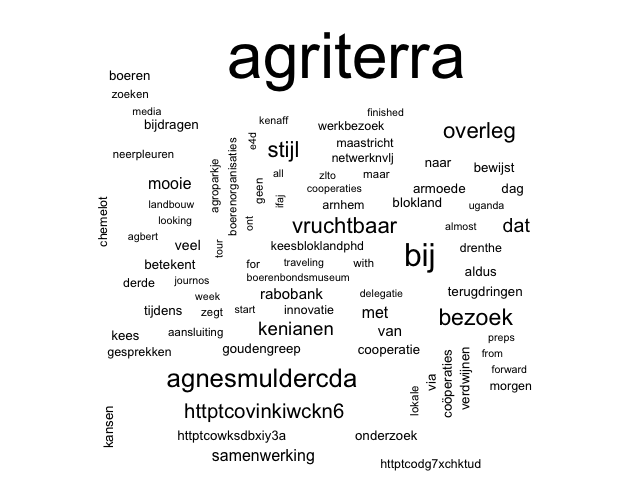 agriterra
boeren
zoeken
media
bijdragen
kenaff
finished
werkbezoek
overleg
e4d
stijl
maastricht
netwerknvlj
neerpleuren
agroparkje
boerenorganisaties
all
zlto
maar
naar
bewijst
mooie
geen
ifaj
cooperaties
armoede
dag
landbouw
arnhem
blokland
uganda
chemelot
looking
ont
vruchtbaar
almost
dat
agbert
veel
tour
keesbloklandphd
bij
drenthe
betekent
for
traveling
with
aldus
derde
journos
boerenbondsmuseum
terugdringen
week
rabobank
delegatie
tijdens
zegt
start
innovatie
met
bezoek
kees
aansluiting
kenianen
van
preps
gesprekken
goudengreep
cooperatie
from
agnesmuldercda
via
coöperaties
verdwijnen
forward
morgen
lokale
kansen
httptcovinkiwckn6
httptcowksdbxiy3a
onderzoek
samenwerking
httptcodg7xchktud